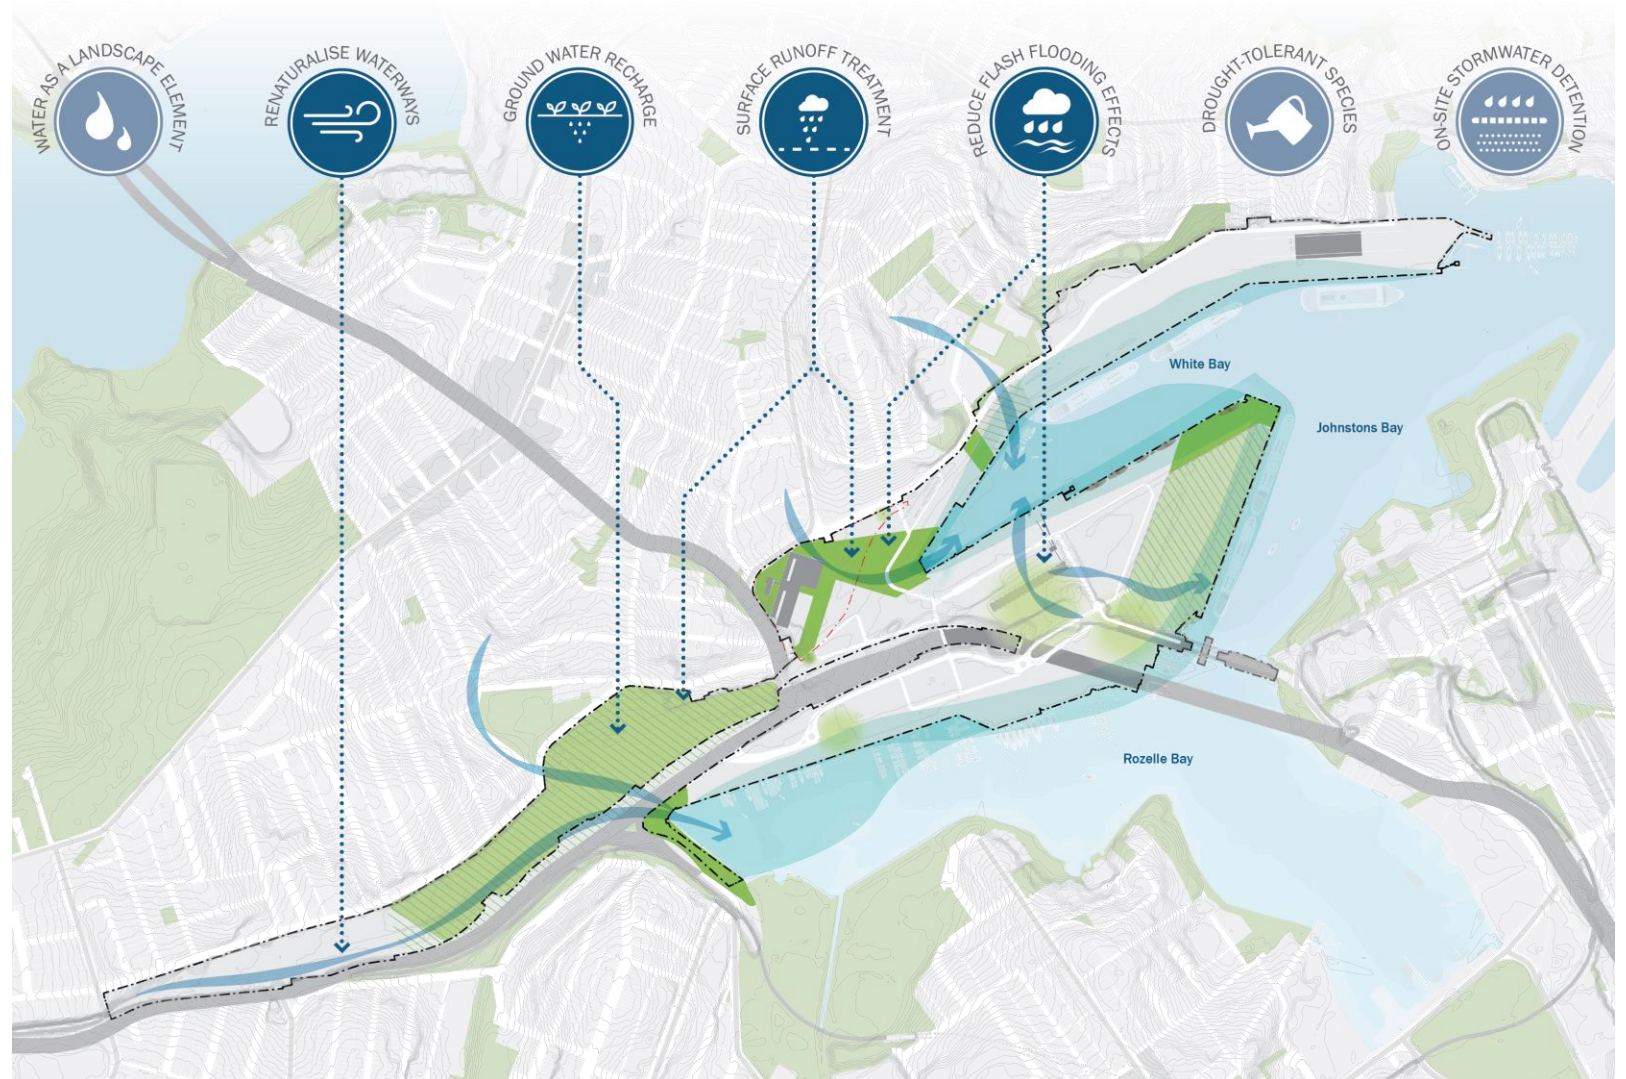 WATER AS A LANDSCAPE ELEMENT
RENATURALISE WATERWAYS
GROUND WATER RECHARGE
SURFACE RUNOFF TREATMENT
REDUCE FLASH FLOODING EFFECTS
DROUGHT-TOLERANT SPECIES
ON-SITE STORMWATER DETENTION
White Bay
Johnstons Bay
Rozelle Bay